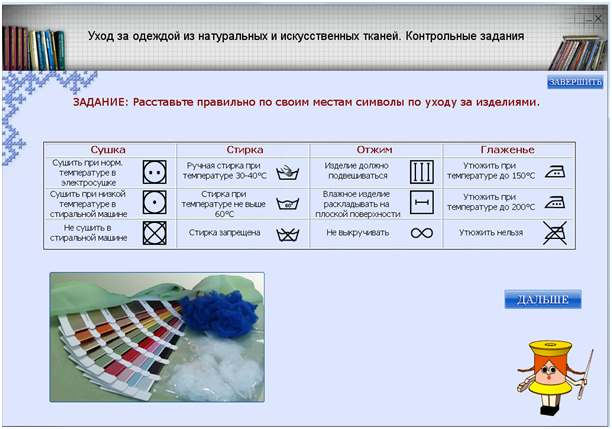 Уход за одеждой из натуральных и искусственных тканей. Контрольные задания
ЗАВЕРШИТЬ
ЗАДАНИЕ: Расставьте правильно по своим местам символы по уходу за изделиями.
Сушка
Стирка
Отжим
Глаженье
Сушить при норм.
температуре в
электросушке
Ручная стирка при
температуре 30-40°С
Изделие должно
подвешиваться
Утюжить при
температуре до 150°С
Сушить при низкой
температуре в
стиральной машине
Стирка при
температуре не выше
60°С
60°
Влажное изделие
раскладывать на
плоской поверхности
Утюжить при
температуре до 200°С
Не сушить в
стиральной машине
Стирка запрещена
Не выкручивать
Утюжить нельзя
ДАЛЬШЕ